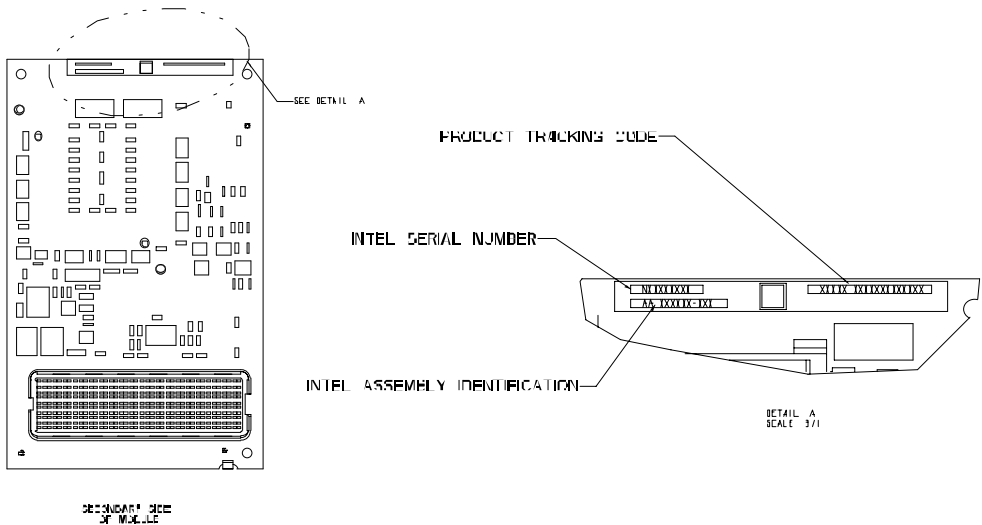 SEE DETAIL A
PRODUCT TRACKING CODE
INTEL SERIAL NUMBER
INTEL ASSEMBLY IDENTIFICATION
DETAIL A
SCALE 3/1
SECONDARY SIDE
OF MODULE